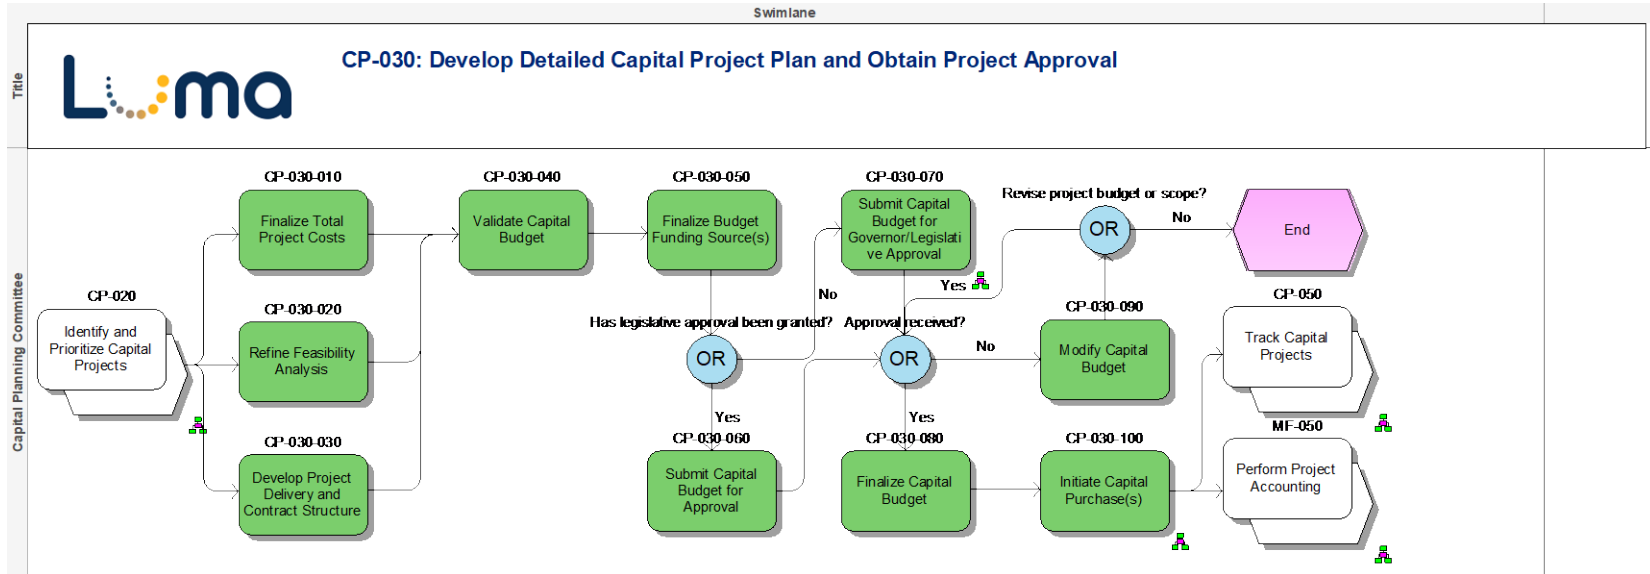 Swimlane
Title
Luma
CP-030: Develop Detailed Capital Project Plan and Obtain Project Approval
Capital Planning Committee
CP-020
Identify and
Prioritize Capital
Projects
CP-030-010
Finalize Total
Project Costs
CP-030-020
Refine Feasibility
Analysis
CP-030-030
Develop Project
Delivery and
Contract Structure
CP-030-040
Validate Capital
Budget
CP-030-050
Finalize Budget
Funding Source(s)
Has legislative approval been granted?
OR
No
Yes
CP-030-060
Submit Capital
Budget for
Approval
CP-030-070
Submit Capital
Budget for
Governor/Legislati
ve Approval
Approval received?
OR
No
Yes
CP-030-080
Finalize Capital
Budget
CP-030-090
Modify Capital
Budget
Revise project budget or scope?
OR
Yes
No
End
CP-030-100
Initiate Capital
Purchase(s)
CP-050
Track Capital
Projects
MF-050
Perform Project
Accounting